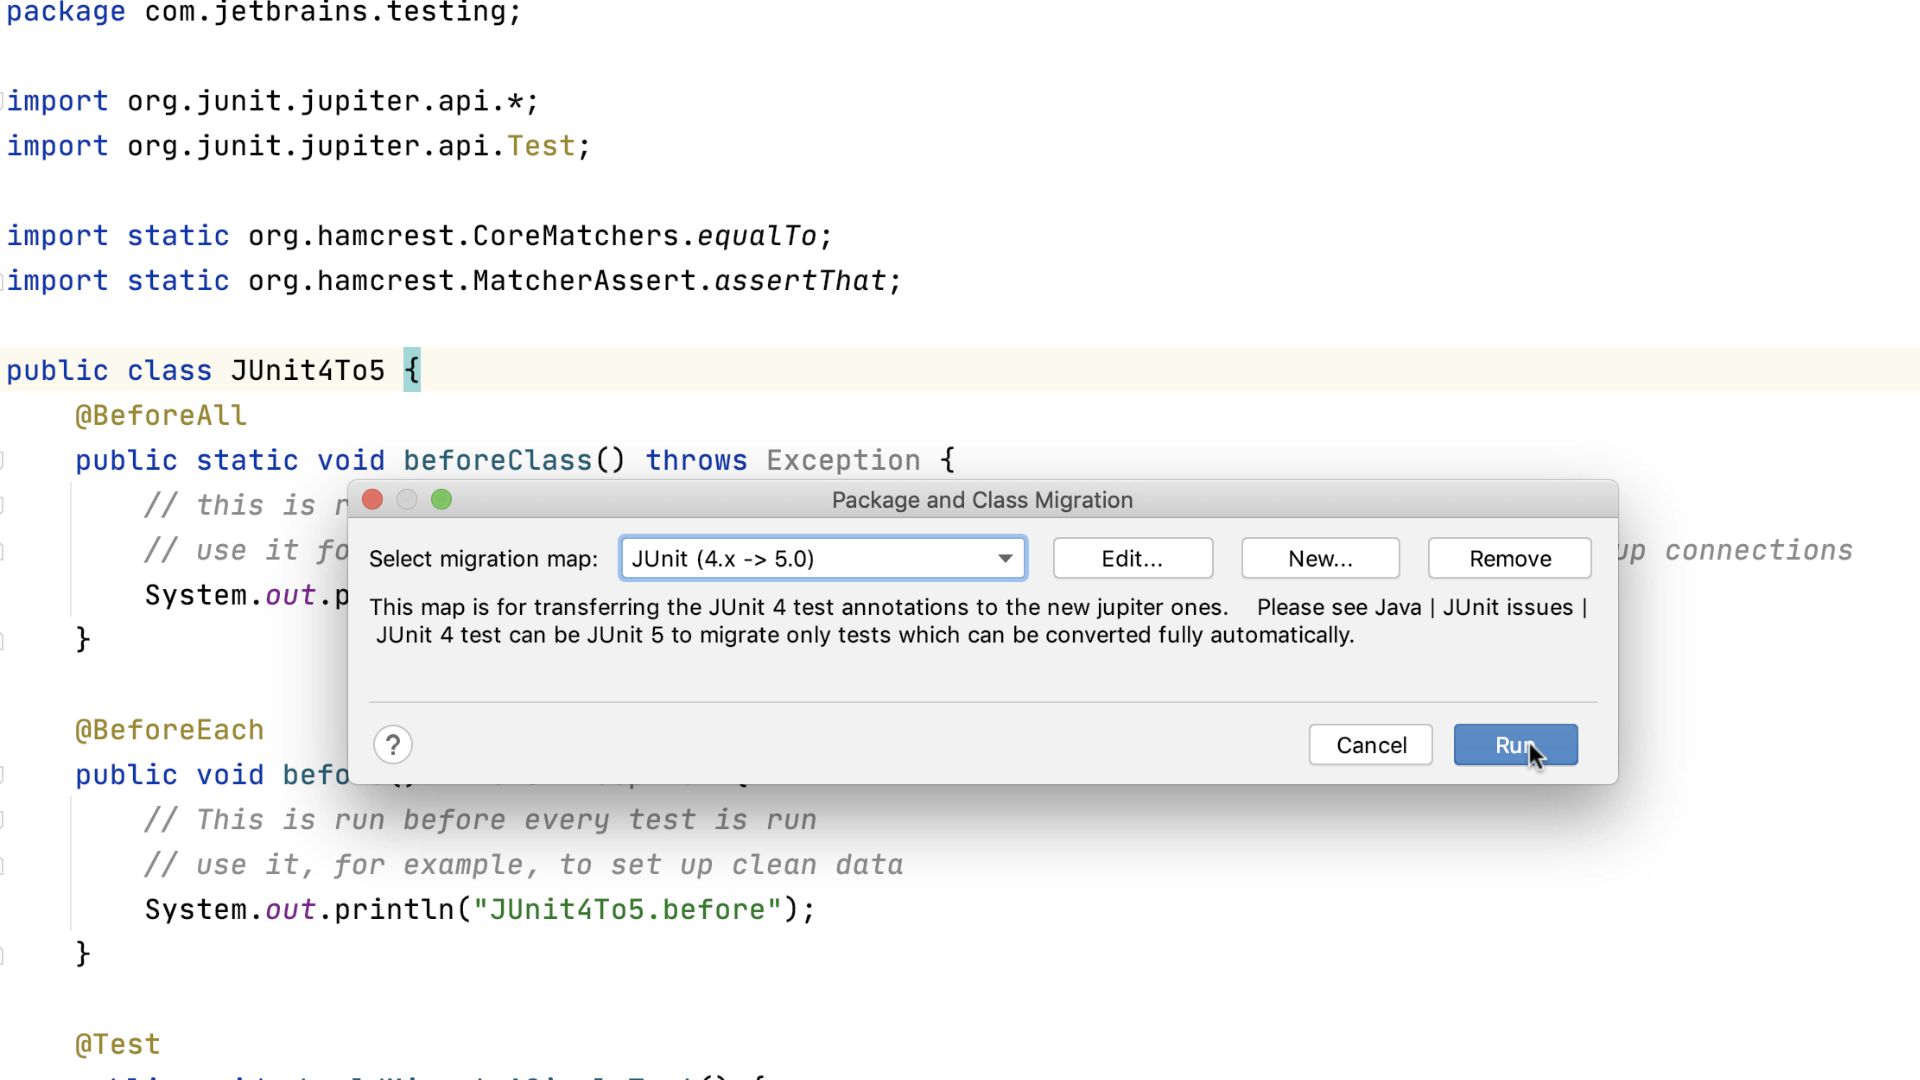 package com.jetbrains.testing;
import org.junit.jupiter.api.*;
import org.junit.jupiter.api.Test;
import static org.hamcrest.CoreMatchers.equalTo;
import static org.hamcrest.MatcherAssert.assertThat;
public class JUnit4To5 {
@BeforeAll
public static void beforeClass() throws Exception {
// this is
// use it up connections
System.out.p
}
Package and Class Migration
Select migration map: JUnit (4.x -> 5.0) Edit... New... Remove
This map is for transferring the JUnit 4 test annotations to the new jupiter ones. Please see Java | JUnit issues |
JUnit 4 test can be JUnit 5 to migrate only tests which can be converted fully automatically.
? Cancel Run
@BeforeEach
public void befo
// This is run before every test is run
// use it, for example, to set up clean data
System.out.println("JUnit4To5.before");
}
@Test